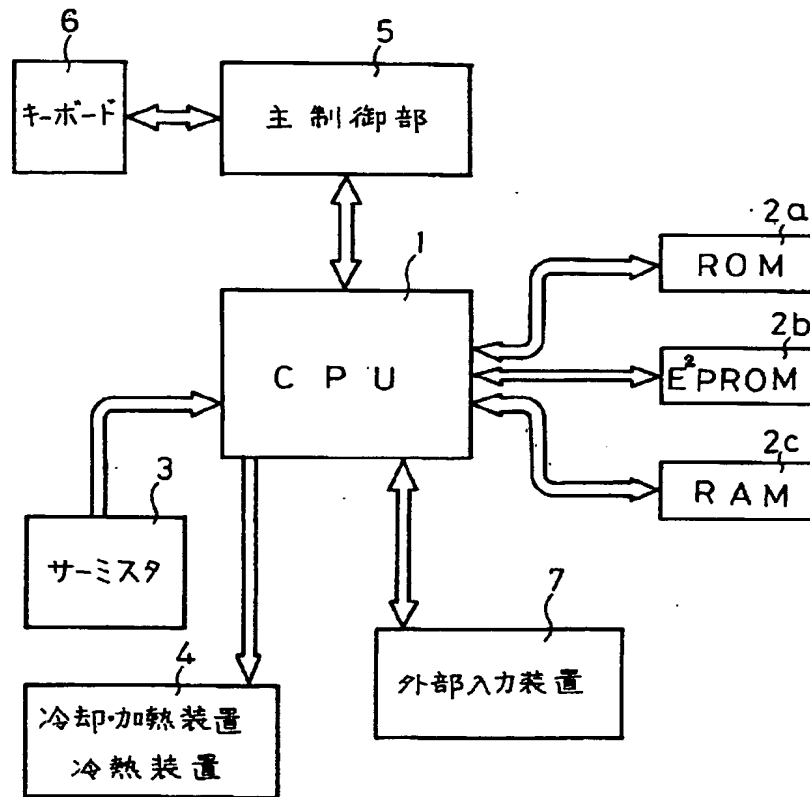 6
5
キーボード
主制御部
1
2a
ROM
2b
CPU
E²PROM
2c
3
RAM
サーミスタ
7
4
外部入力装置
冷却・加熱装置
冷熱装置